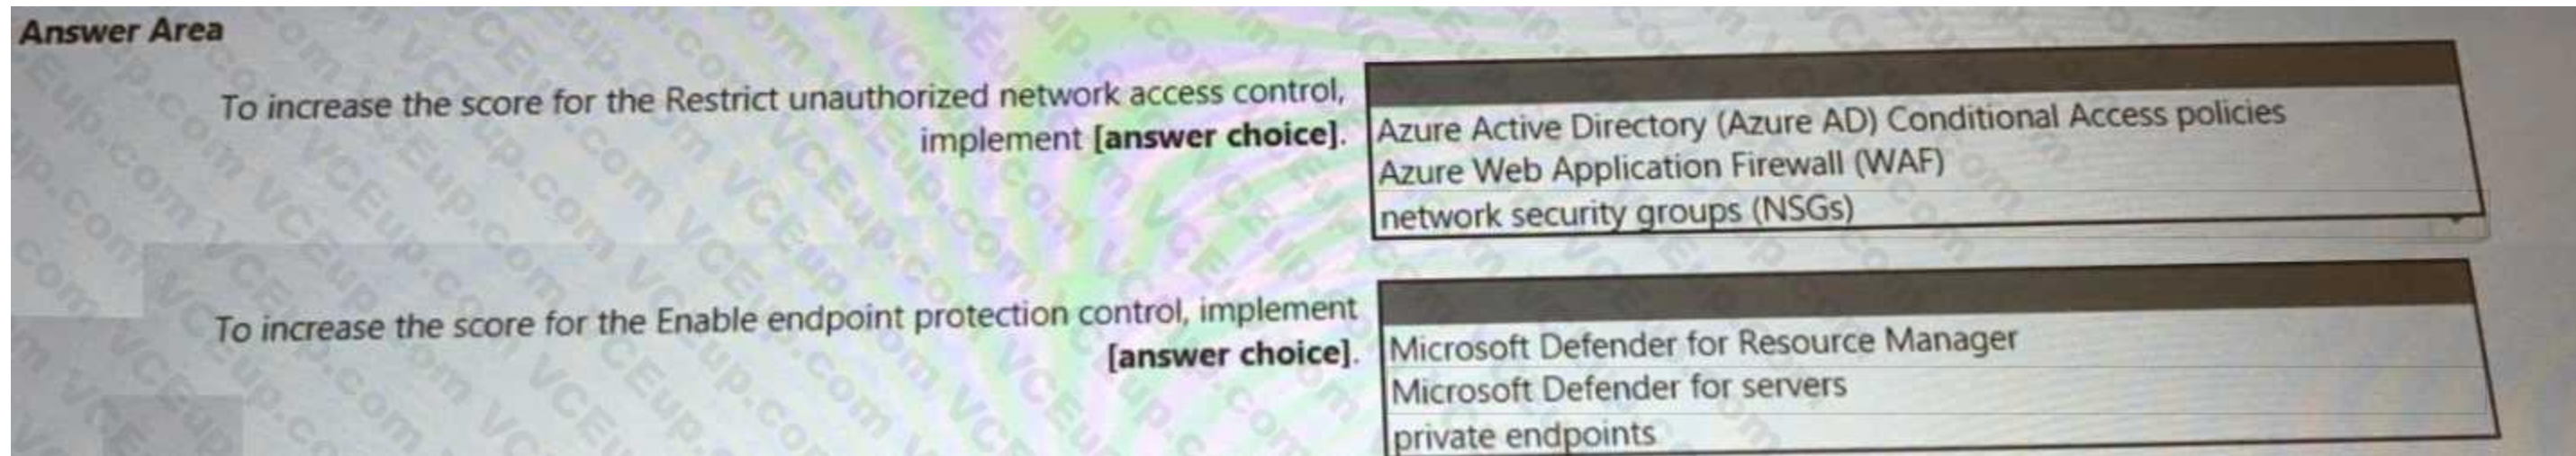 Answer Area
To increase the score for the Restrict unauthorized network access control,
implement [answer choice].
Azure Active Directory (Azure AD) Conditional Access policies
Azure Web Application Firewall (WAF)
network security groups (NSGs)
To increase the score for the Enable endpoint protection control, implement
[answer choice].
Microsoft Defender for Resource Manager
Microsoft Defender for servers
private endpoints
VCEup.com